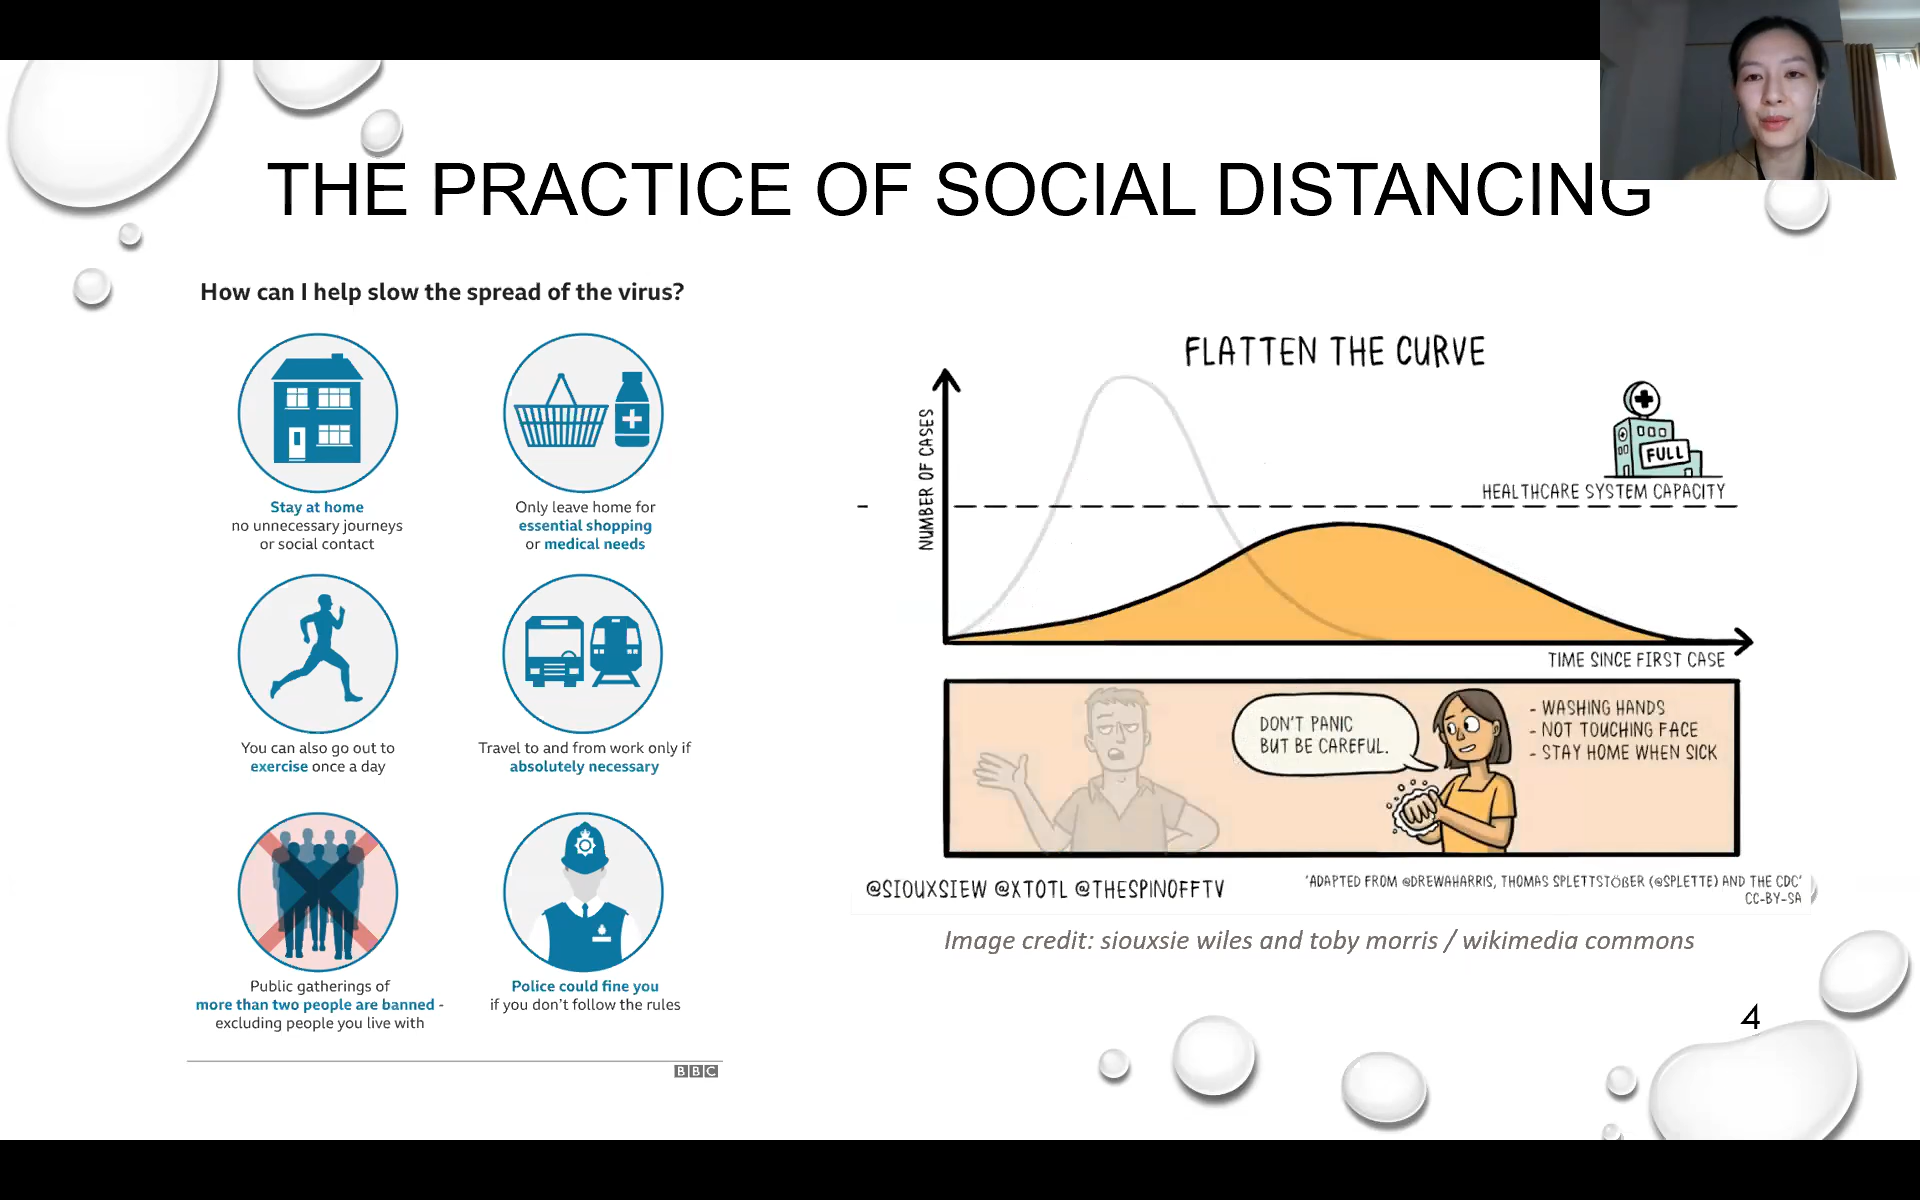 THE PRACTICE OF SOCIAL DISTANCING
How can I help slow the spread of the virus?
Stay at home
no unnecessary journeys
or social contact
Only leave home for
essential shopping
or medical needs
You can also go out to
exercise once a day
Travel to and from work only if
absolutely necessary
Public gatherings of
more than two people are banned -
excluding people you live with
Police could fine you
if you don't follow the rules
BBC
FLATTEN THE CURVE
NUMBER OF CASES
FULL
HEALTHCARE SYSTEM CAPACITY
TIME SINCE FIRST CASE
DON'T PANIC
BUT BE CAREFUL.
- WASHING HANDS
- NOT TOUCHING FACE
- STAY HOME WHEN SICK
@SIOUXSIEW @XTOTL @THESPINOFFTV
'ADAPTED FROM @DREWAHARRIS, THOMAS SPLETTSTÖßER (@SPLETTE) AND THE CDC'
CC-BY-SA
Image credit: siouxsie wiles and toby morris / wikimedia commons
4